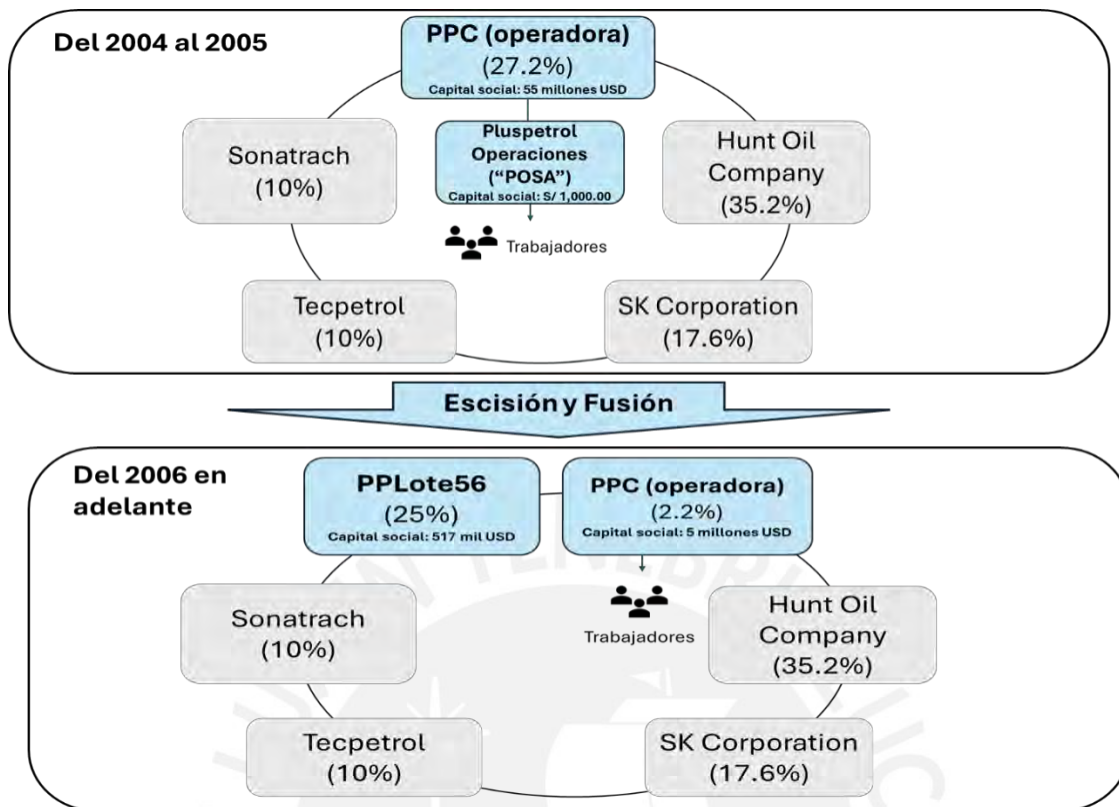 Del 2004 al 2005
PPC (operadora)
(27.2%)
Capital social: 55 millones USD
Sonatrach
(10%)
Pluspetrol
Operaciones
(“POSA”)
Capital social: S/ 1,000.00
Trabajadores
Hunt Oil
Company
(35.2%)
Tecpetrol
(10%)
SK Corporation
(17.6%)
Escisión y Fusión
Del 2006 en
adelante
PPLote56
(25%)
Capital social: 517 mil USD
PPC (operadora)
(2.2%)
Capital social: 5 millones USD
Sonatrach
(10%)
Trabajadores
Hunt Oil
Company
(35.2%)
Tecpetrol
(10%)
SK Corporation
(17.6%)